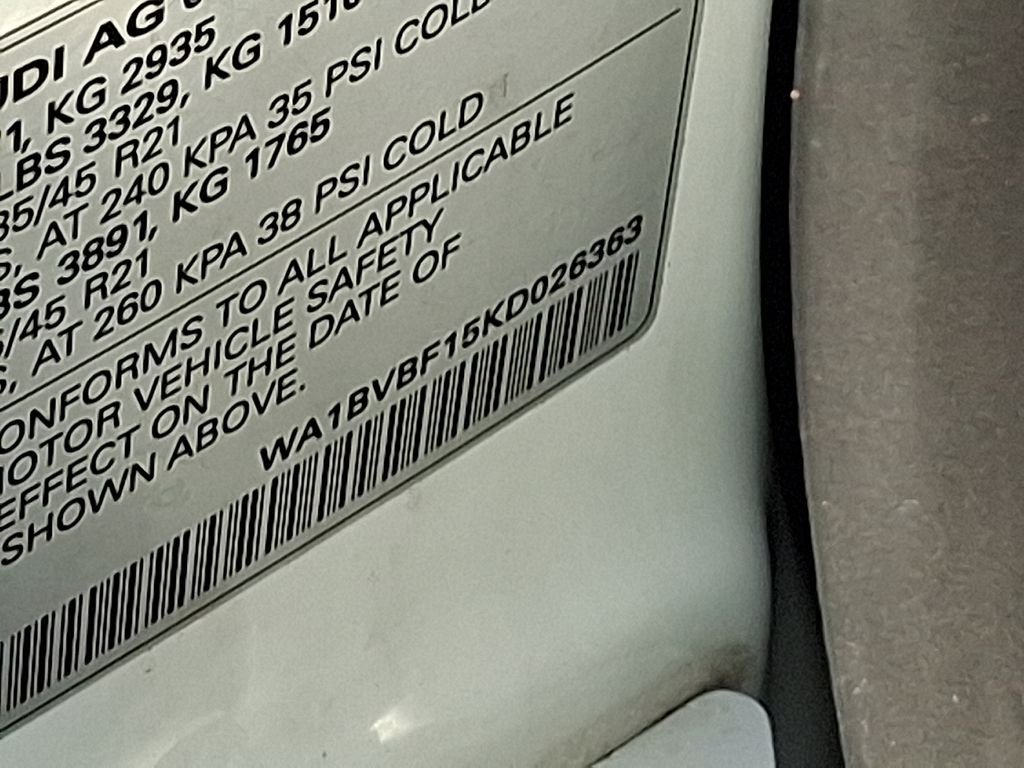 UDI AG
1, KG 2935
LBS 3329, KG 151
35/45 R21
S, AT 240 KPA 35 PSI COLD
BS 3891, KG 1765
5/45 R21
S, AT 260 KPA 38 PSI COLD
ONFORMS TO ALL APPLICABLE
MOTOR VEHICLE SAFETY
EFFECT ON THE DATE OF
SHOWN ABOVE.
WA1BVBF15KD026363